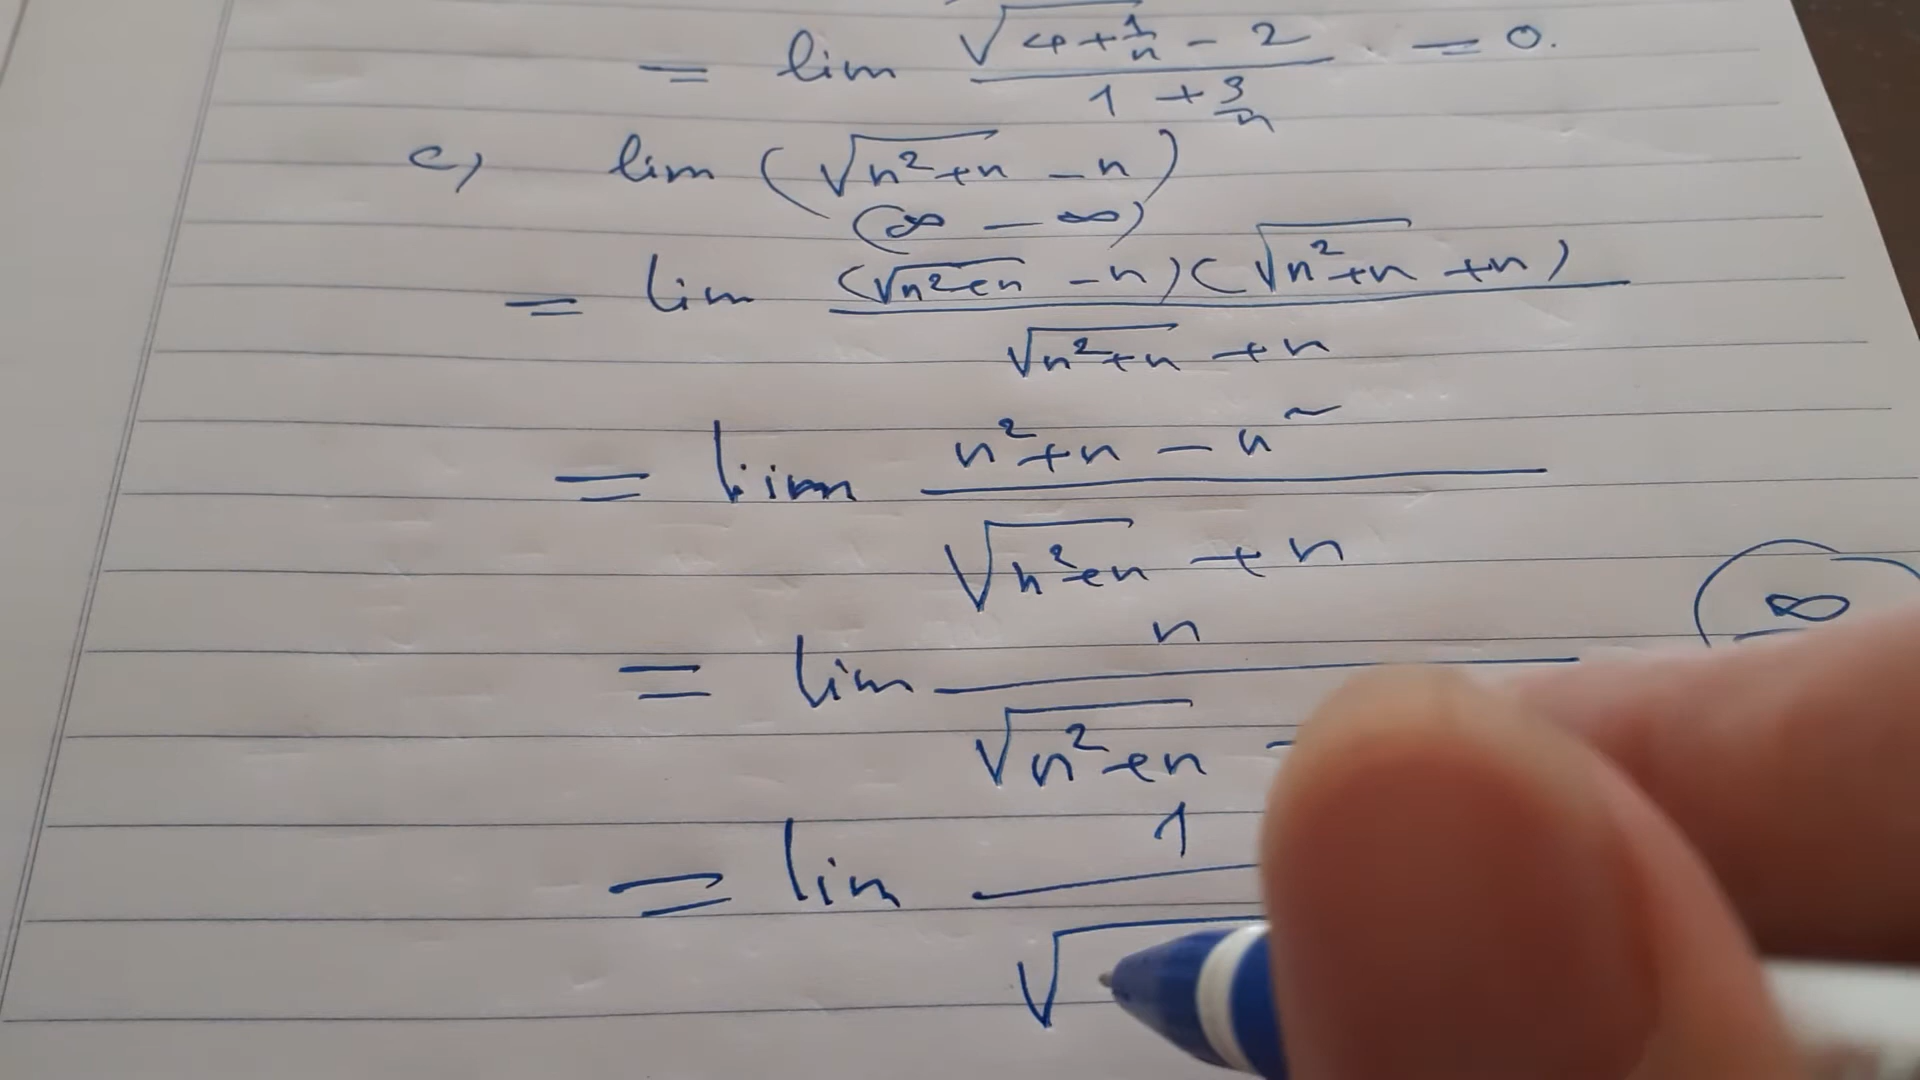 = lim (√(4+1/n) - 2)/(1 + 3/n) = 0.
c, lim (√(n²+n) - n)
(∞ - ∞)
= lim ((√(n²+n) - n)(√(n²+n) + n))/(√(n²+n) + n)
= lim (n²+n - n²)/(√(n²+n) + n)
= lim n/(√(n²+n) -
∞
= lim 1/√